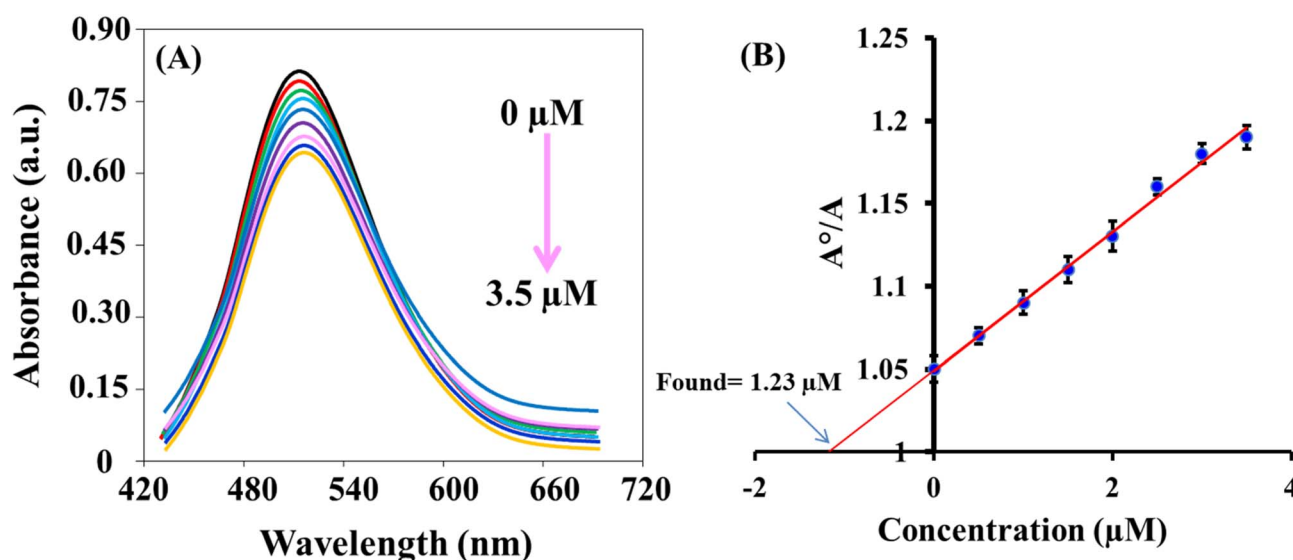 (A)
0.90
0.75
0.60
0.45
0.30
0.15
0
Absorbance (a.u.)
0 µM
3.5 µM
420 480 540 600 660 720
Wavelength (nm)
(B)
1.25
1.2
1.15
1.1
1.05
1
A°/A
Found= 1.23 µM
-2 0 2 4
Concentration (µM)